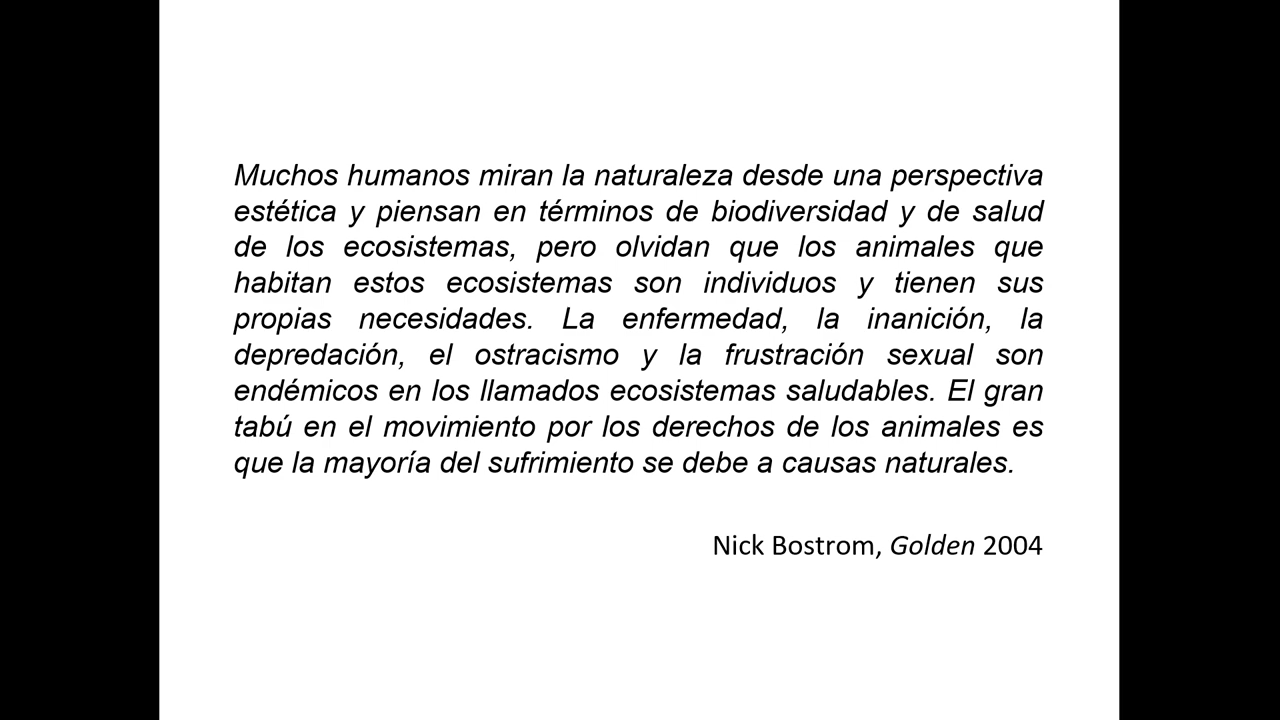 Muchos humanos miran la naturaleza desde una perspectiva
estética y piensan en términos de biodiversidad y de salud
de los ecosistemas, pero olvidan que los animales que
habitan estos ecosistemas son individuos y tienen sus
propias necesidades. La enfermedad, la inanición, la
depredación, el ostracismo y la frustración sexual son
endémicos en los llamados ecosistemas saludables. El gran
tabú en el movimiento por los derechos de los animales es
que la mayoría del sufrimiento se debe a causas naturales.
Nick Bostrom, Golden 2004